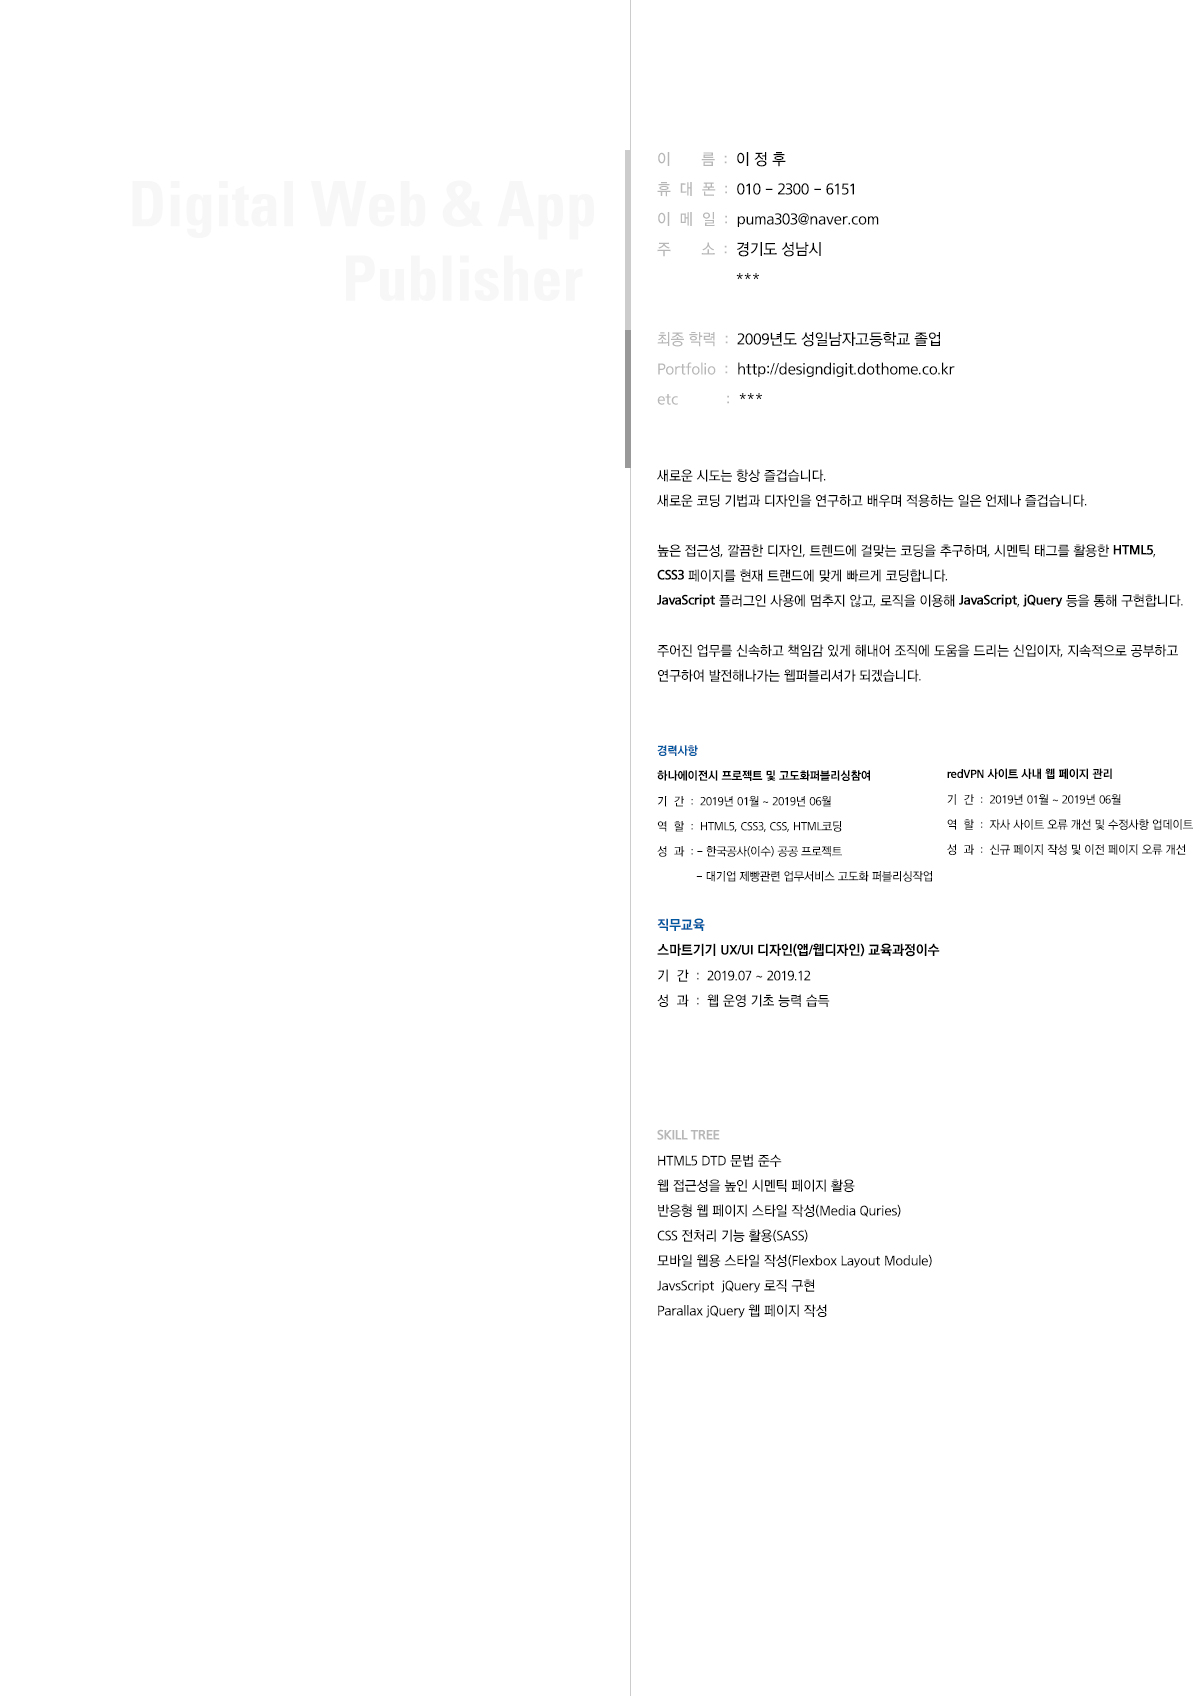 Digital Web & App
Publisher
이 름 : 이 정 후
휴 대 폰 : 010 – 2300 – 6151
이 메 일 : puma303@naver.com
주 소 : 경기도 성남시
***
최종 학력 : 2009년도 성일남자고등학교 졸업
Portfolio : http://designdigit.dothome.co.kr
etc : ***
새로운 시도는 항상 즐겁습니다.
새로운 코딩 기법과 디자인을 연구하고 배우며 적용하는 일은 언제나 즐겁습니다.
높은 접근성, 깔끔한 디자인, 트렌드에 걸맞는 코딩을 추구하며, 시멘틱 태그를 활용한 HTML5,
CSS3 페이지를 현재 트랜드에 맞게 빠르게 코딩합니다.
JavaScript 플러그인 사용에 멈추지 않고, 로직을 이용해 JavaScript, jQuery 등을 통해 구현합니다.
주어진 업무를 신속하고 책임감 있게 해내어 조직에 도움을 드리는 신입이자, 지속적으로 공부하고
연구하여 발전해나가는 웹퍼블리셔가 되겠습니다.
경력사항
하나에이전시 프로젝트 및 고도화퍼블리싱참여
기 간 : 2019년 01월 ~ 2019년 06월
역 할 : HTML5, CSS3, CSS, HTML코딩
성 과 : – 한국공사(이수) 공공 프로젝트
– 대기업 제빵관련 업무서비스 고도화 퍼블리싱작업
redVPN 사이트 사내 웹 페이지 관리
기 간 : 2019년 01월 ~ 2019년 06월
역 할 : 자사 사이트 오류 개선 및 수정사항 업데이트
성 과 : 신규 페이지 작성 및 이전 페이지 오류 개선
직무교육
스마트기기 UX/UI 디자인(앱/웹디자인) 교육과정이수
기 간 : 2019.07 ~ 2019.12
성 과 : 웹 운영 기초 능력 습득
SKILL TREE
HTML5 DTD 문법 준수
웹 접근성을 높인 시멘틱 페이지 활용
반응형 웹 페이지 스타일 작성(Media Quries)
CSS 전처리 기능 활용(SASS)
모바일 웹용 스타일 작성(Flexbox Layout Module)
JavsScript jQuery 로직 구현
Parallax jQuery 웹 페이지 작성